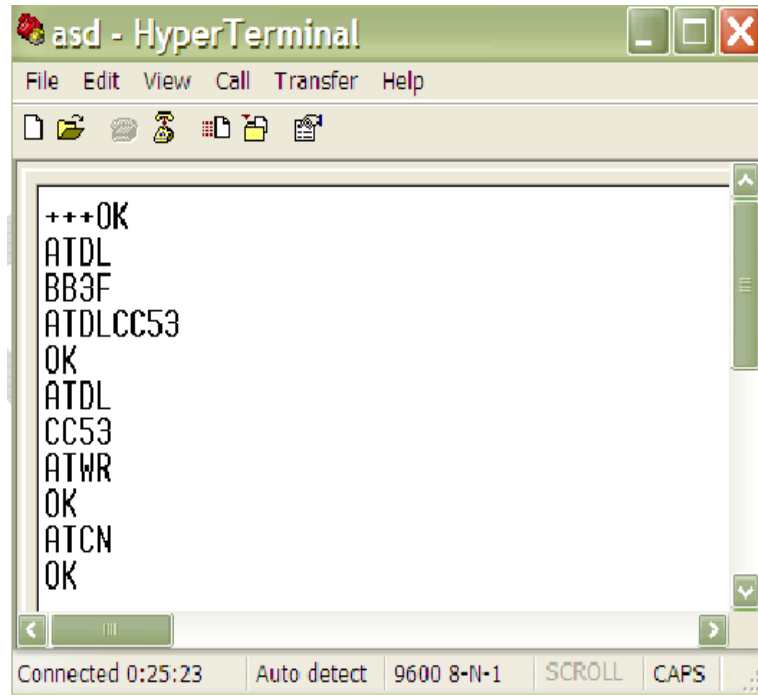 asd - HyperTerminal
File Edit View Call Transfer Help
+++OK
ATDL
BB3F
ATDLCC53
OK
ATDL
CC53
ATWR
OK
ATCN
OK
Connected 0:25:23 Auto detect 9600 8-N-1 SCROLL CAPS